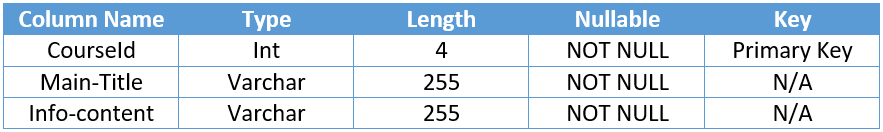 Column Name Type Length Nullable Key
CourseId Int 4 NOT NULL Primary Key
Main-Title Varchar 255 NOT NULL N/A
Info-content Varchar 255 NOT NULL N/A